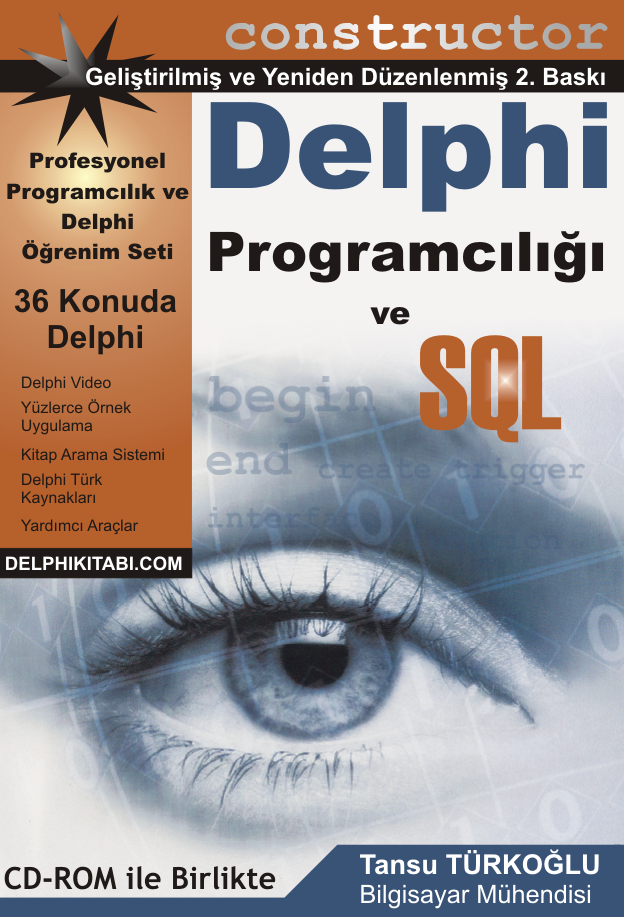 constructor
Geliştirilmiş ve Yeniden Düzenlenmiş 2. Baskı
Profesyonel
Programcılık ve
Delphi
Öğrenim Seti
36 Konuda
Delphi
Delphi Video
Yüzlerce Örnek
Uygulama
Kitap Arama Sistemi
Delphi Türk
Kaynakları
Yardımcı Araçlar
DELPHIKITABI.COM
Delphi
Programcılığı
ve
SQL
begin
end create trigger
CD-ROM ile Birlikte
Tansu TÜRKOĞLU
Bilgisayar Mühendisi